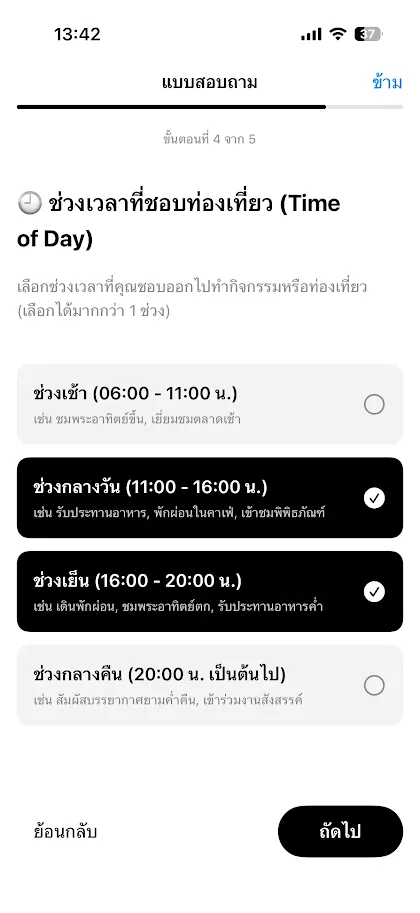 13:42
37
แบบสอบถาม
ข้าม
ขั้นตอนที่ 4 จาก 5
🕘 ช่วงเวลาที่ชอบท่องเที่ยว (Time
of Day)
เลือกช่วงเวลาที่คุณชอบออกไปทำกิจกรรมหรือท่องเที่ยว
(เลือกได้มากกว่า 1 ช่วง)
ช่วงเช้า (06:00 - 11:00 น.)
เช่น ชมพระอาทิตย์ขึ้น, เยี่ยมชมตลาดเช้า
ช่วงกลางวัน (11:00 - 16:00 น.)
เช่น รับประทานอาหาร, พักผ่อนในคาเฟ่, เข้าชมพิพิธภัณฑ์
ช่วงเย็น (16:00 - 20:00 น.)
เช่น เดินพักผ่อน, ชมพระอาทิตย์ตก, รับประทานอาหารค่ำ
ช่วงกลางคืน (20:00 น. เป็นต้นไป)
เช่น สัมผัสบรรยากาศยามค่ำคืน, เข้าร่วมงานสังสรรค์
ย้อนกลับ
ถัดไป